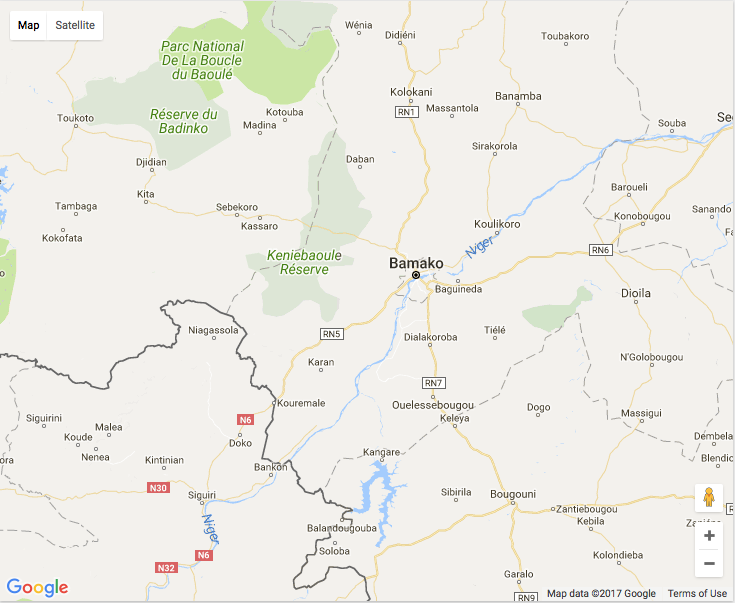 Map
Satellite
Wénia
Didiéni
Toubakoro
Parc National
De La Boucle
du Baoulé
Kolokani
RN1
Massantola
Banamba
Réserve du
Badinko
Toukoto
Kotouba
Madina
Souba
Sirakorola
Djidian
Daban
Kita
Baroueli
Tambaga
Sebekoro
Kassaro
Konobougou
Sanando
Kokofata
Koulikoro
Niger
RN6
Keniebaoule
Réserve
Bamako
Baguineda
Dioila
Niagassola
RN5
Dialakoroba
Tiélé
Karan
N'Golobougou
RN7
Kouremale
Ouelessebougou
Dogo
Siguirini
N6
Keleya
Massigui
Malea
Koude
Doko
Dembela
Nenea
Kangare
Kintinian
Bankon
Blendio
N30
Siguiri
Sibirila
Bougouni
Zantiebougou
Niger
Balandougouba
Kebila
Soloba
N6
Kolondieba
N32
Garalo
RN9
Google
Map data ©2017 Google
Terms of Use